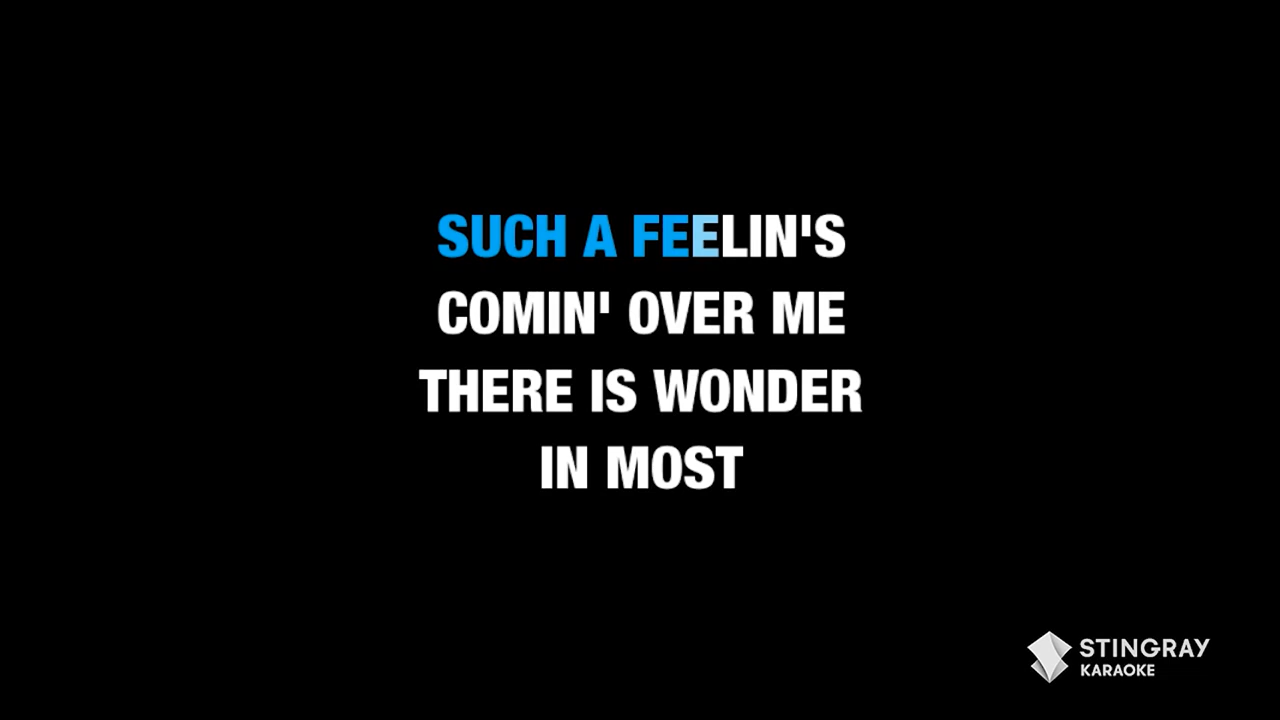 SUCH A FEELIN'S
COMIN' OVER ME
THERE IS WONDER
IN MOST
STINGRAY
KARAOKE